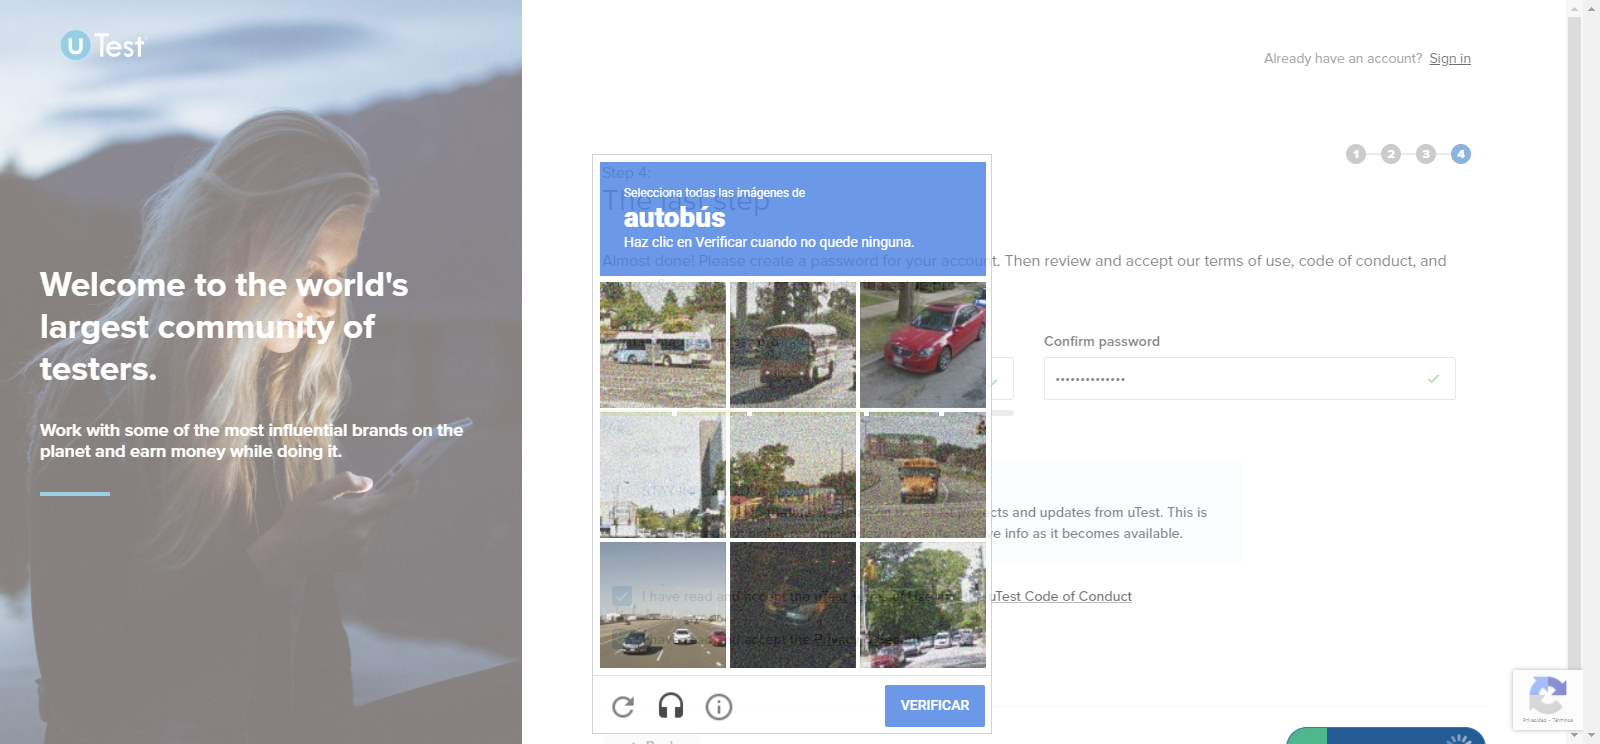 uTest
Already have an account? Sign in
1 2 3 4
Step 4:
The last step
Selecciona todas las imágenes de
autobús
Haz clic en Verificar cuando no quede ninguna.
Almost done! Please create a password for your account. Then review and accept our terms of use, code of conduct, and
Welcome to the world's
largest community of
testers.
Work with some of the most influential brands on the
planet and earn money while doing it.
Confirm password
••••••••••••••
cts and updates from uTest. This is
e info as it becomes available.
I have read and accept the uTest Terms of Use
uTest Code of Conduct
accept the Privacy
VERIFICAR
Privacidad - Términos